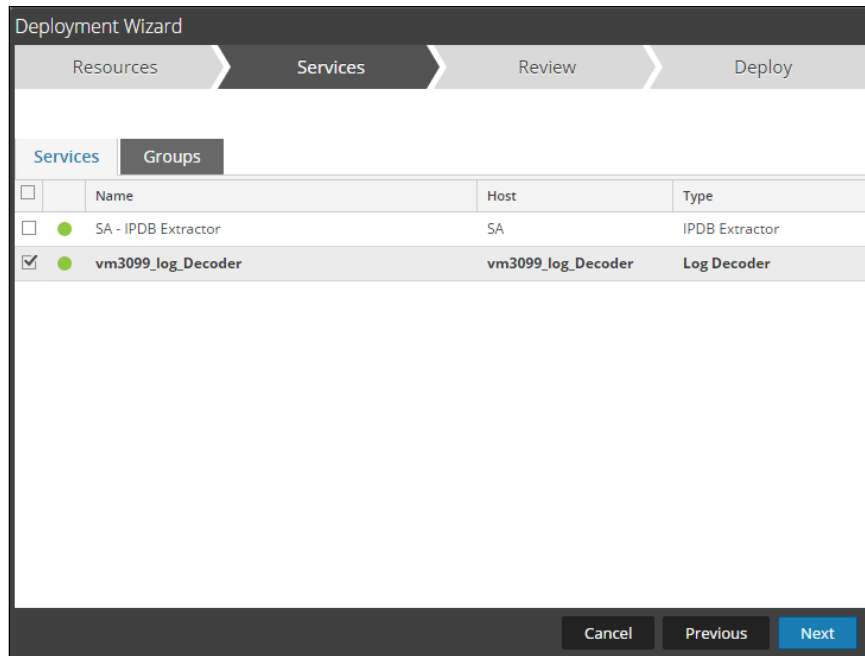 Deployment Wizard
Resources Services Review Deploy
Services Groups
Name Host Type
SA - IPDB Extractor SA IPDB Extractor
vm3099_log_Decoder vm3099_log_Decoder Log Decoder
Cancel Previous Next